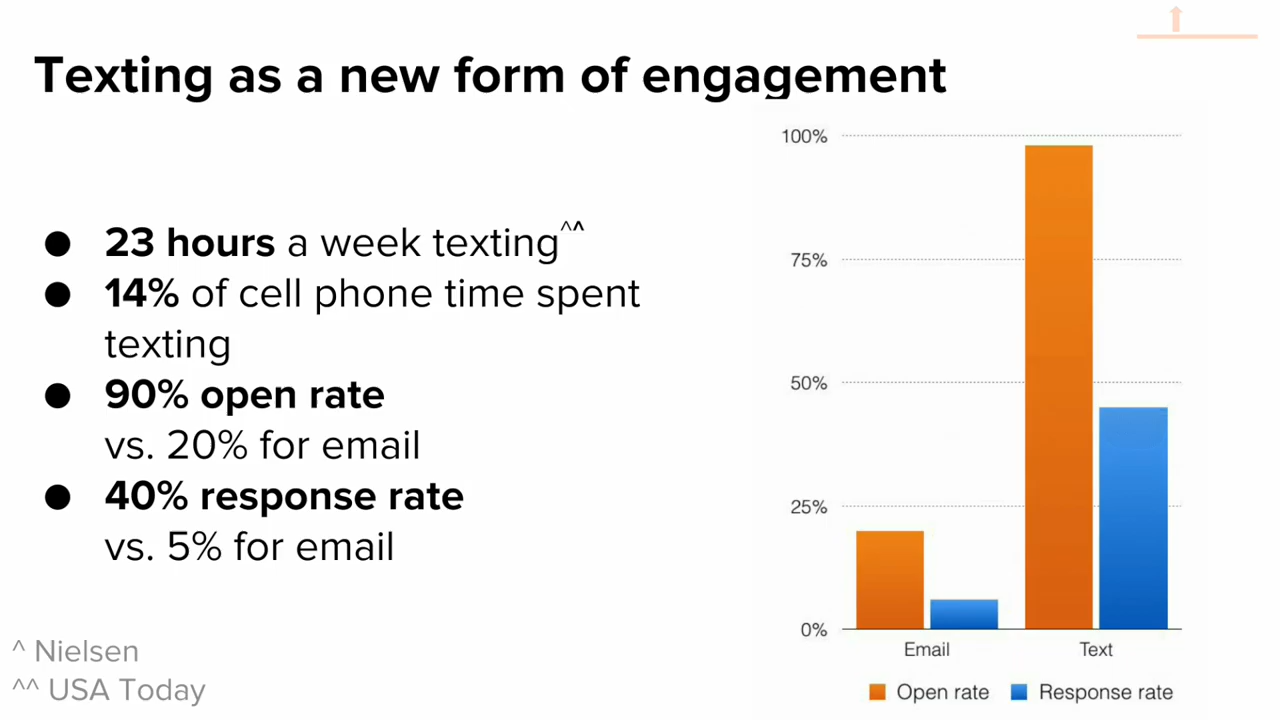 Texting as a new form of engagement
● 23 hours a week texting^^
● 14% of cell phone time spent
texting
● 90% open rate
vs. 20% for email
● 40% response rate
vs. 5% for email
^ Nielsen
^^ USA Today
100%
75%
50%
25%
0%
Email Text
Open rate Response rate